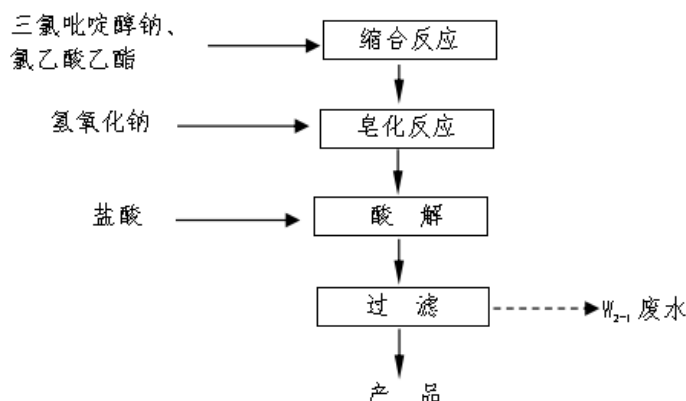 三氯吡啶醇钠、
氯乙酸乙酯
缩合反应
氢氧化钠
皂化反应
盐酸
酸 解
过 滤
W₂₋₁ 废水
产 品